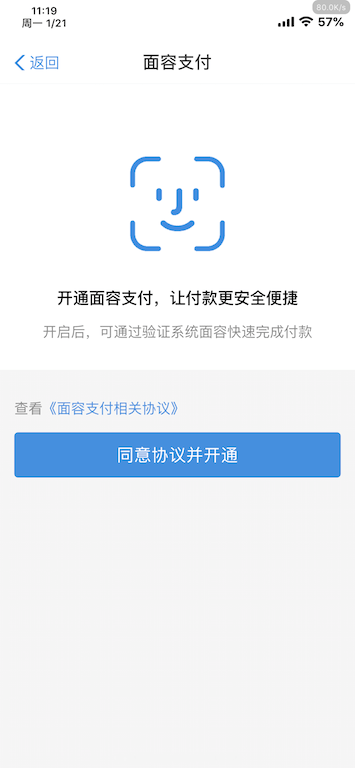 80.0K/s
11:19
周一 1/21
57%
返回
面容支付
开通面容支付，让付款更安全便捷
开启后，可通过验证系统面容快速完成付款
查看《面容支付相关协议》
同意协议并开通